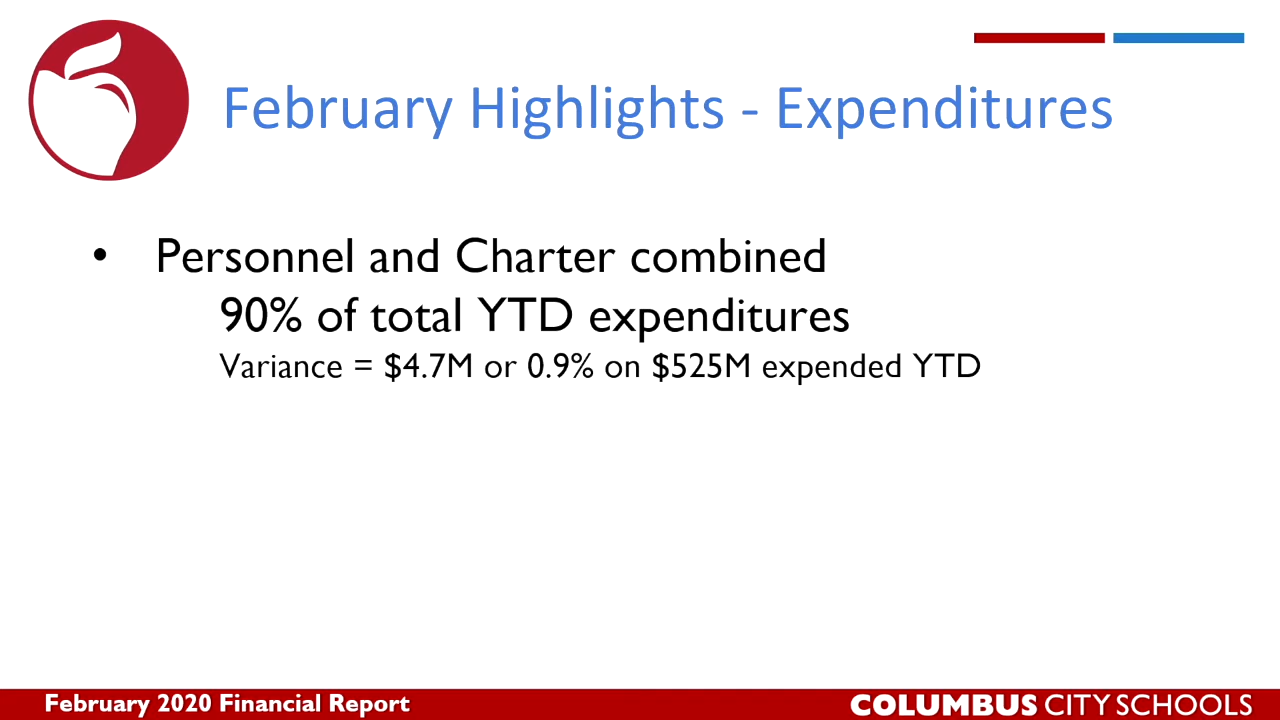 February Highlights - Expenditures
• Personnel and Charter combined
90% of total YTD expenditures
Variance = $4.7M or 0.9% on $525M expended YTD
February 2020 Financial Report
COLUMBUS CITY SCHOOLS